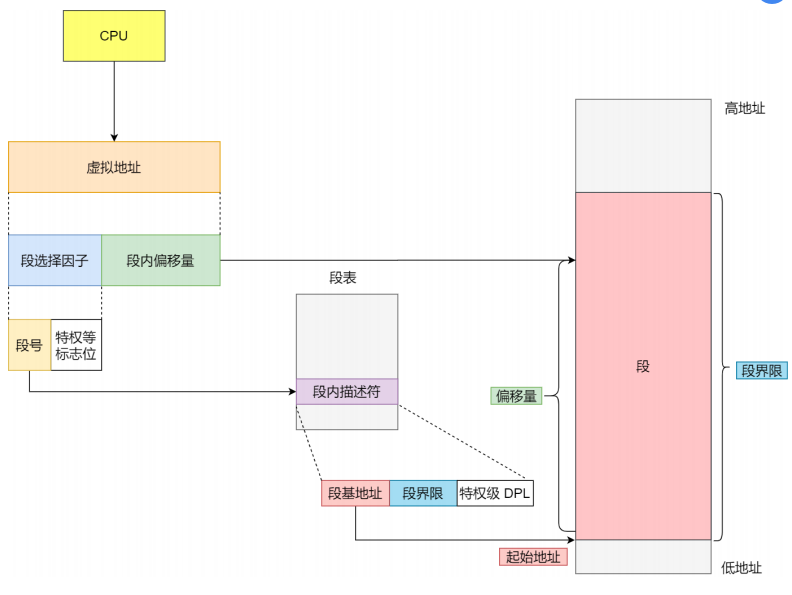 CPU
高地址
虚拟地址
段选择因子
段内偏移量
段表
段号
特权等
标志位
段内描述符
偏移量
段
段界限
段基地址
段界限
特权级 DPL
起始地址
低地址